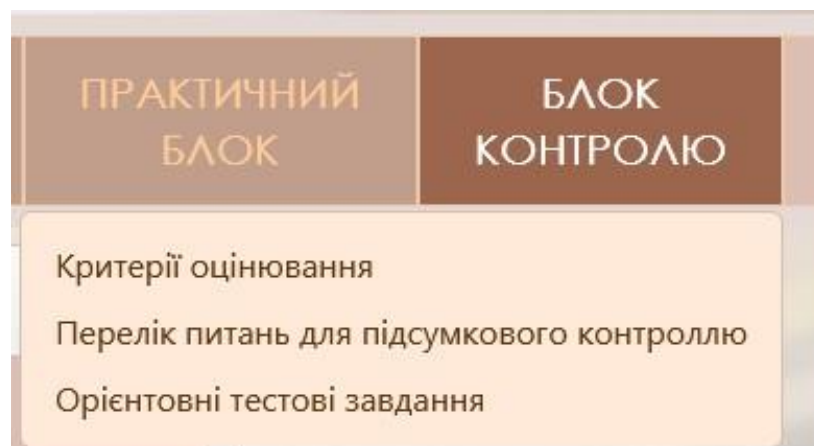 ПРАКТИЧНИЙ
БЛОК
БЛОК
КОНТРОЛЮ
Критерії оцінювання
Перелік питань для підсумкового контроллю
Орієнтовні тестові завдання